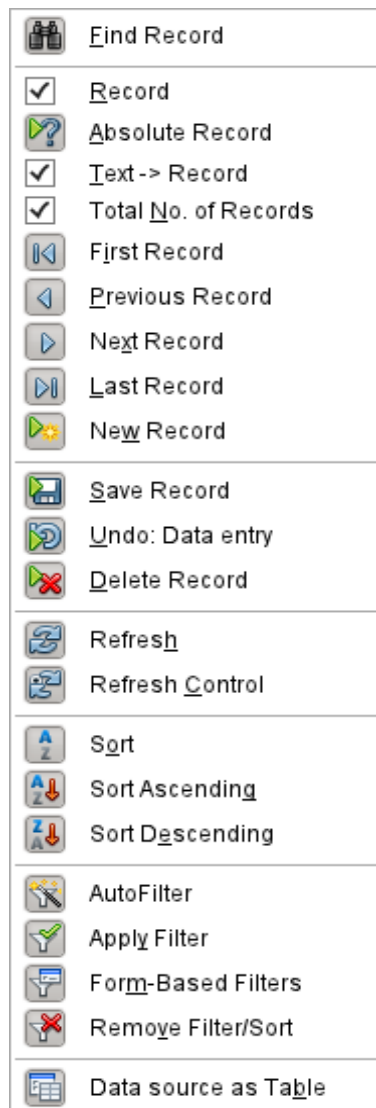 Find Record
Record
Absolute Record
Text -> Record
Total No. of Records
First Record
Previous Record
Next Record
Last Record
New Record
Save Record
Undo: Data entry
Delete Record
Refresh
Refresh Control
Sort
Sort Ascending
Sort Descending
AutoFilter
Apply Filter
Form-Based Filters
Remove Filter/Sort
Data source as Table